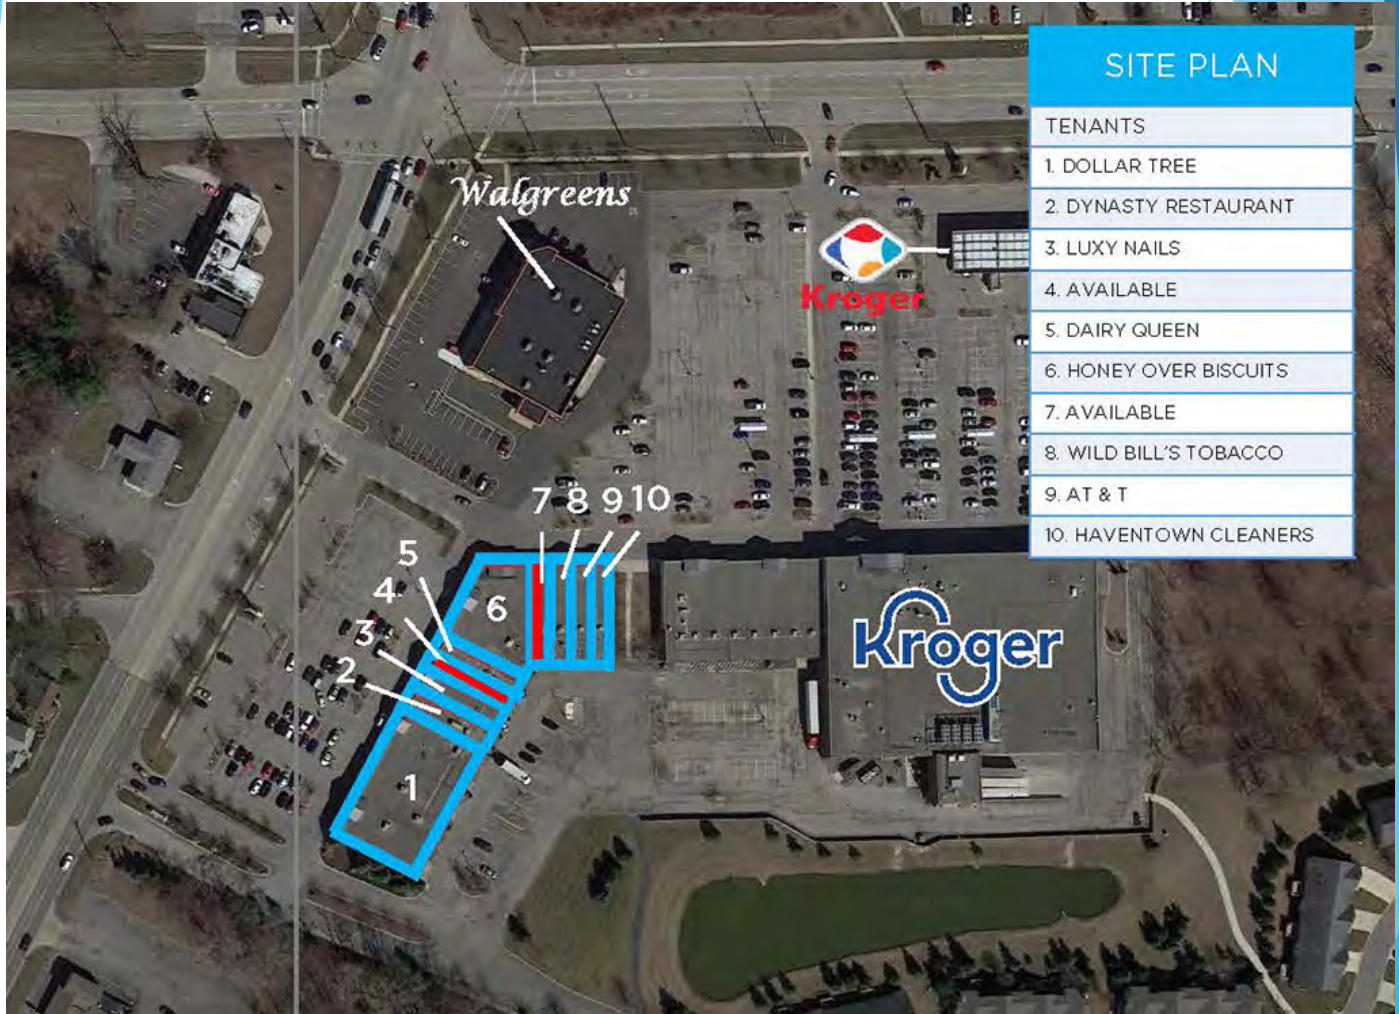 SITE PLAN
TENANTS
1. DOLLAR TREE
2. DYNASTY RESTAURANT
3. LUXY NAILS
4. AVAILABLE
5. DAIRY QUEEN
6. HONEY OVER BISCUITS
7. AVAILABLE
8. WILD BILL'S TOBACCO
9. AT & T
10. HAVENTOWN CLEANERS
Walgreens
Kroger
7 8 9 10
5
4
6
3
2
Kroger
1